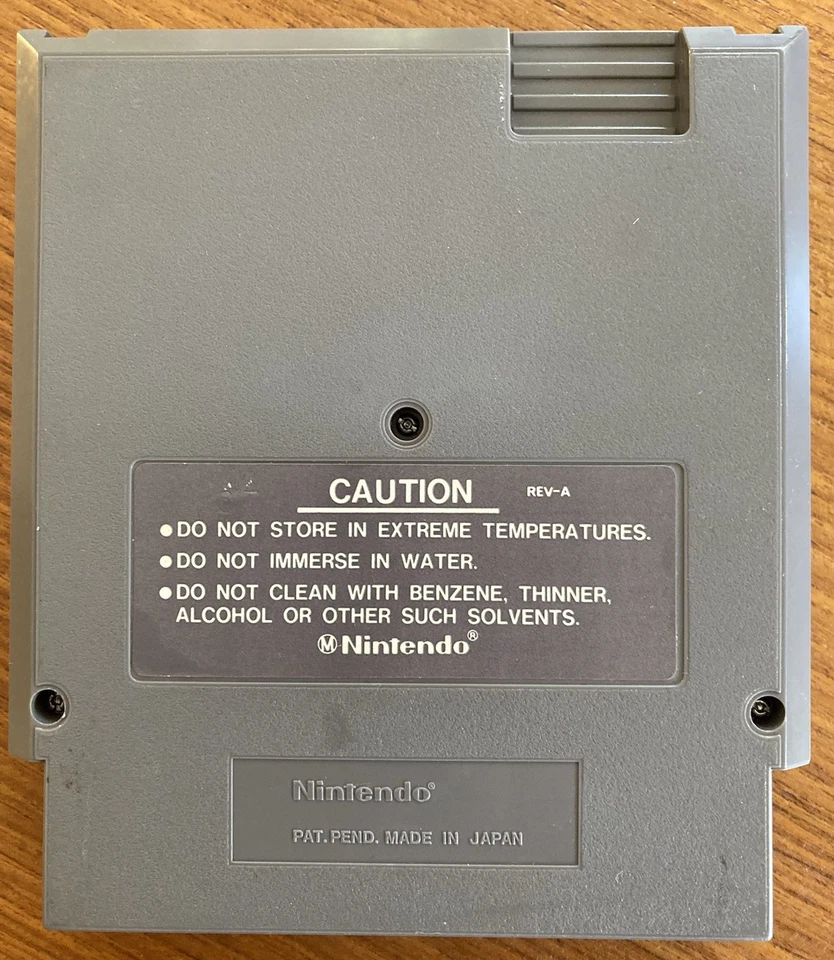 CAUTION REV-A
●DO NOT STORE IN EXTREME TEMPERATURES.
●DO NOT IMMERSE IN WATER.
●DO NOT CLEAN WITH BENZENE, THINNER,
ALCOHOL OR OTHER SUCH SOLVENTS.
ⓂNintendo®
Nintendo®
PAT. PEND. MADE IN JAPAN